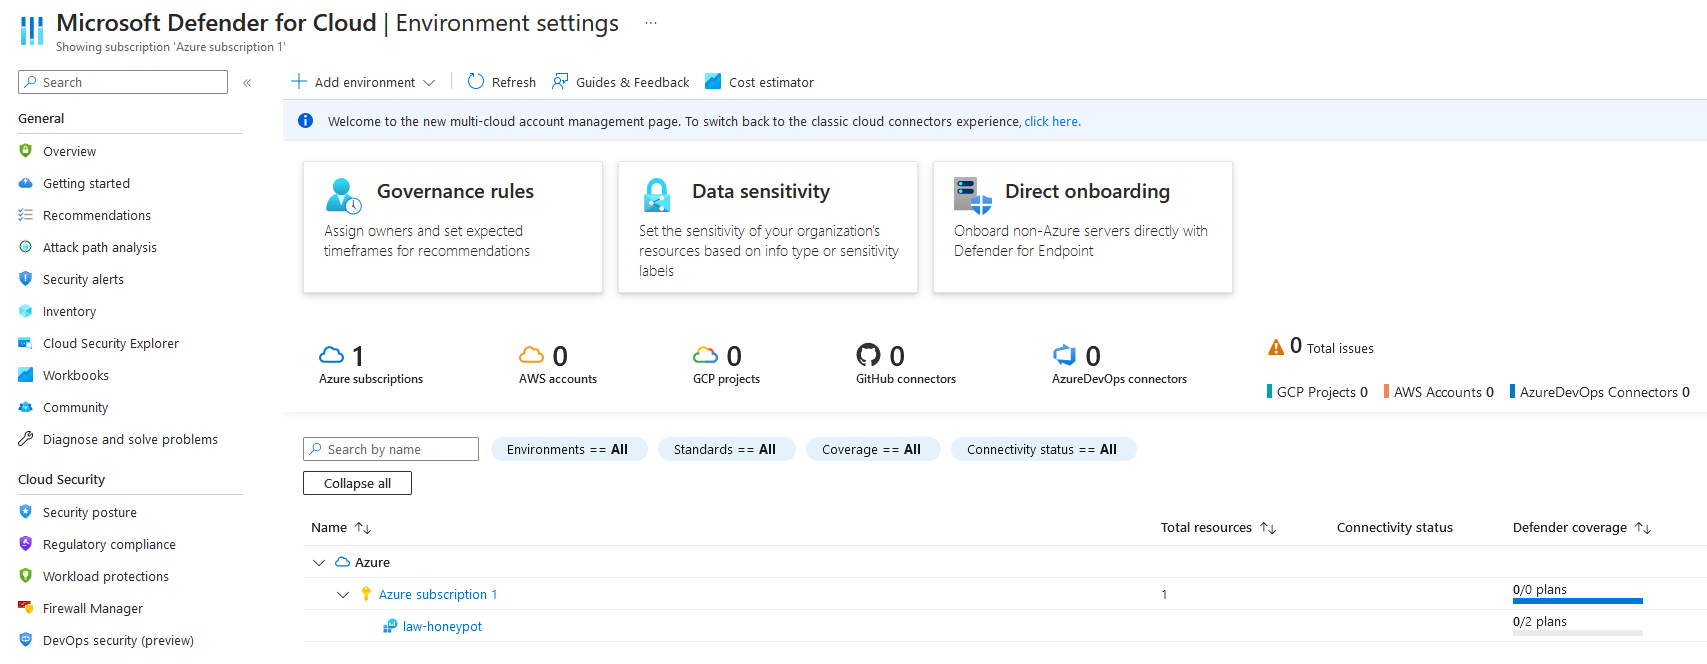 Microsoft Defender for Cloud | Environment settings ...
Showing subscription 'Azure subscription 1'
Search
«
General
Overview
Getting started
Recommendations
Attack path analysis
Security alerts
Inventory
Cloud Security Explorer
Workbooks
Community
Diagnose and solve problems
Cloud Security
Security posture
Regulatory compliance
Workload protections
Firewall Manager
DevOps security (preview)
Add environment
Refresh
Guides & Feedback
Cost estimator
Welcome to the new multi-cloud account management page. To switch back to the classic cloud connectors experience, click here.
Governance rules
Assign owners and set expected
timeframes for recommendations
Data sensitivity
Set the sensitivity of your organization's
resources based on info type or sensitivity
labels
Direct onboarding
Onboard non-Azure servers directly with
Defender for Endpoint
1
Azure subscriptions
0
AWS accounts
0
GCP projects
0
GitHub connectors
0
AzureDevOps connectors
0 Total issues
GCP Projects 0
AWS Accounts 0
AzureDevOps Connectors 0
Search by name
Environments == All
Standards == All
Coverage == All
Connectivity status == All
Collapse all
Name ↑↓
Total resources ↑↓
Connectivity status
Defender coverage ↑↓
Azure
Azure subscription 1
1
0/0 plans
law-honeypot
0/2 plans